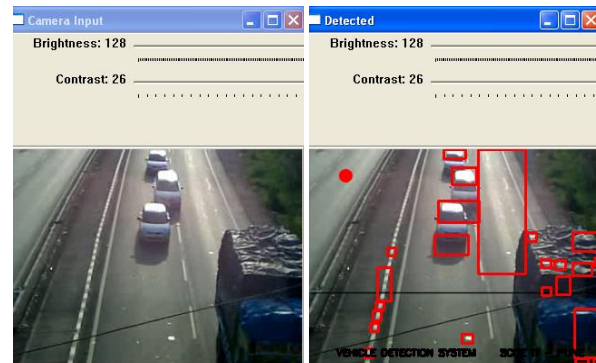 Camera Input
Brightness: 128
Contrast: 26
Detected
Brightness: 128
Contrast: 26
VEHICLE DETECTION SYSTEM